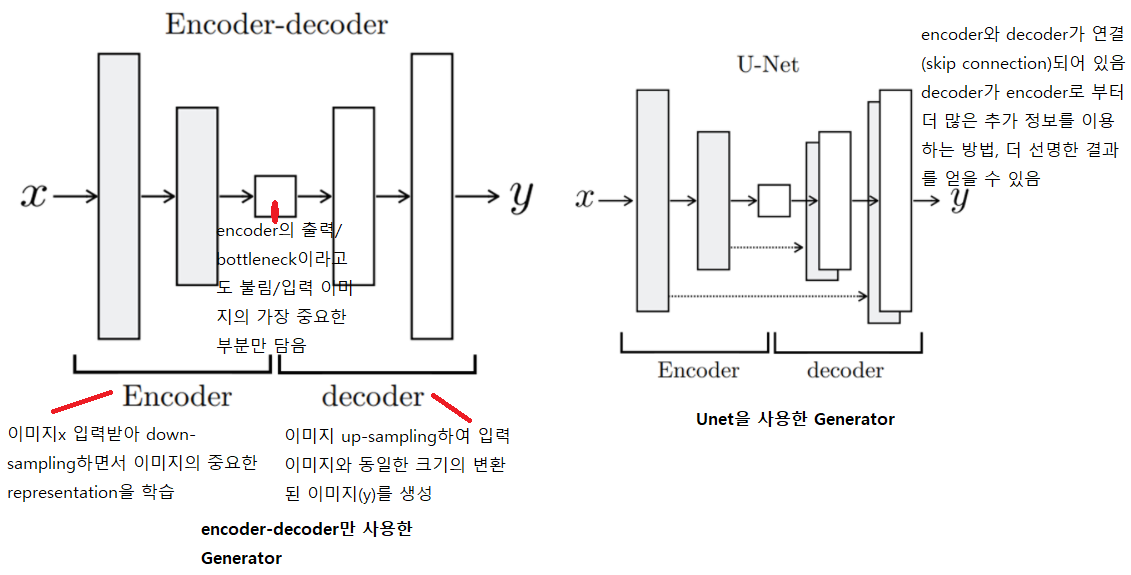 Encoder-decoder
x
y
encoder의 출력/
bottleneck이라고
도 불림/입력 이미
지의 가장 중요한
부분만 담음
Encoder
decoder
이미지x 입력받아 down-
sampling하면서 이미지의 중요한
representation을 학습
이미지 up-sampling하여 입력
이미지와 동일한 크기의 변환
된 이미지(y)를 생성
encoder-decoder만 사용한
Generator
U-Net
encoder와 decoder가 연결
(skip connection)되어 있음
decoder가 encoder로 부터
더 많은 추가 정보를 이용
하는 방법, 더 선명한 결과
를 얻을 수 있음
x
y
Encoder
decoder
Unet을 사용한 Generator